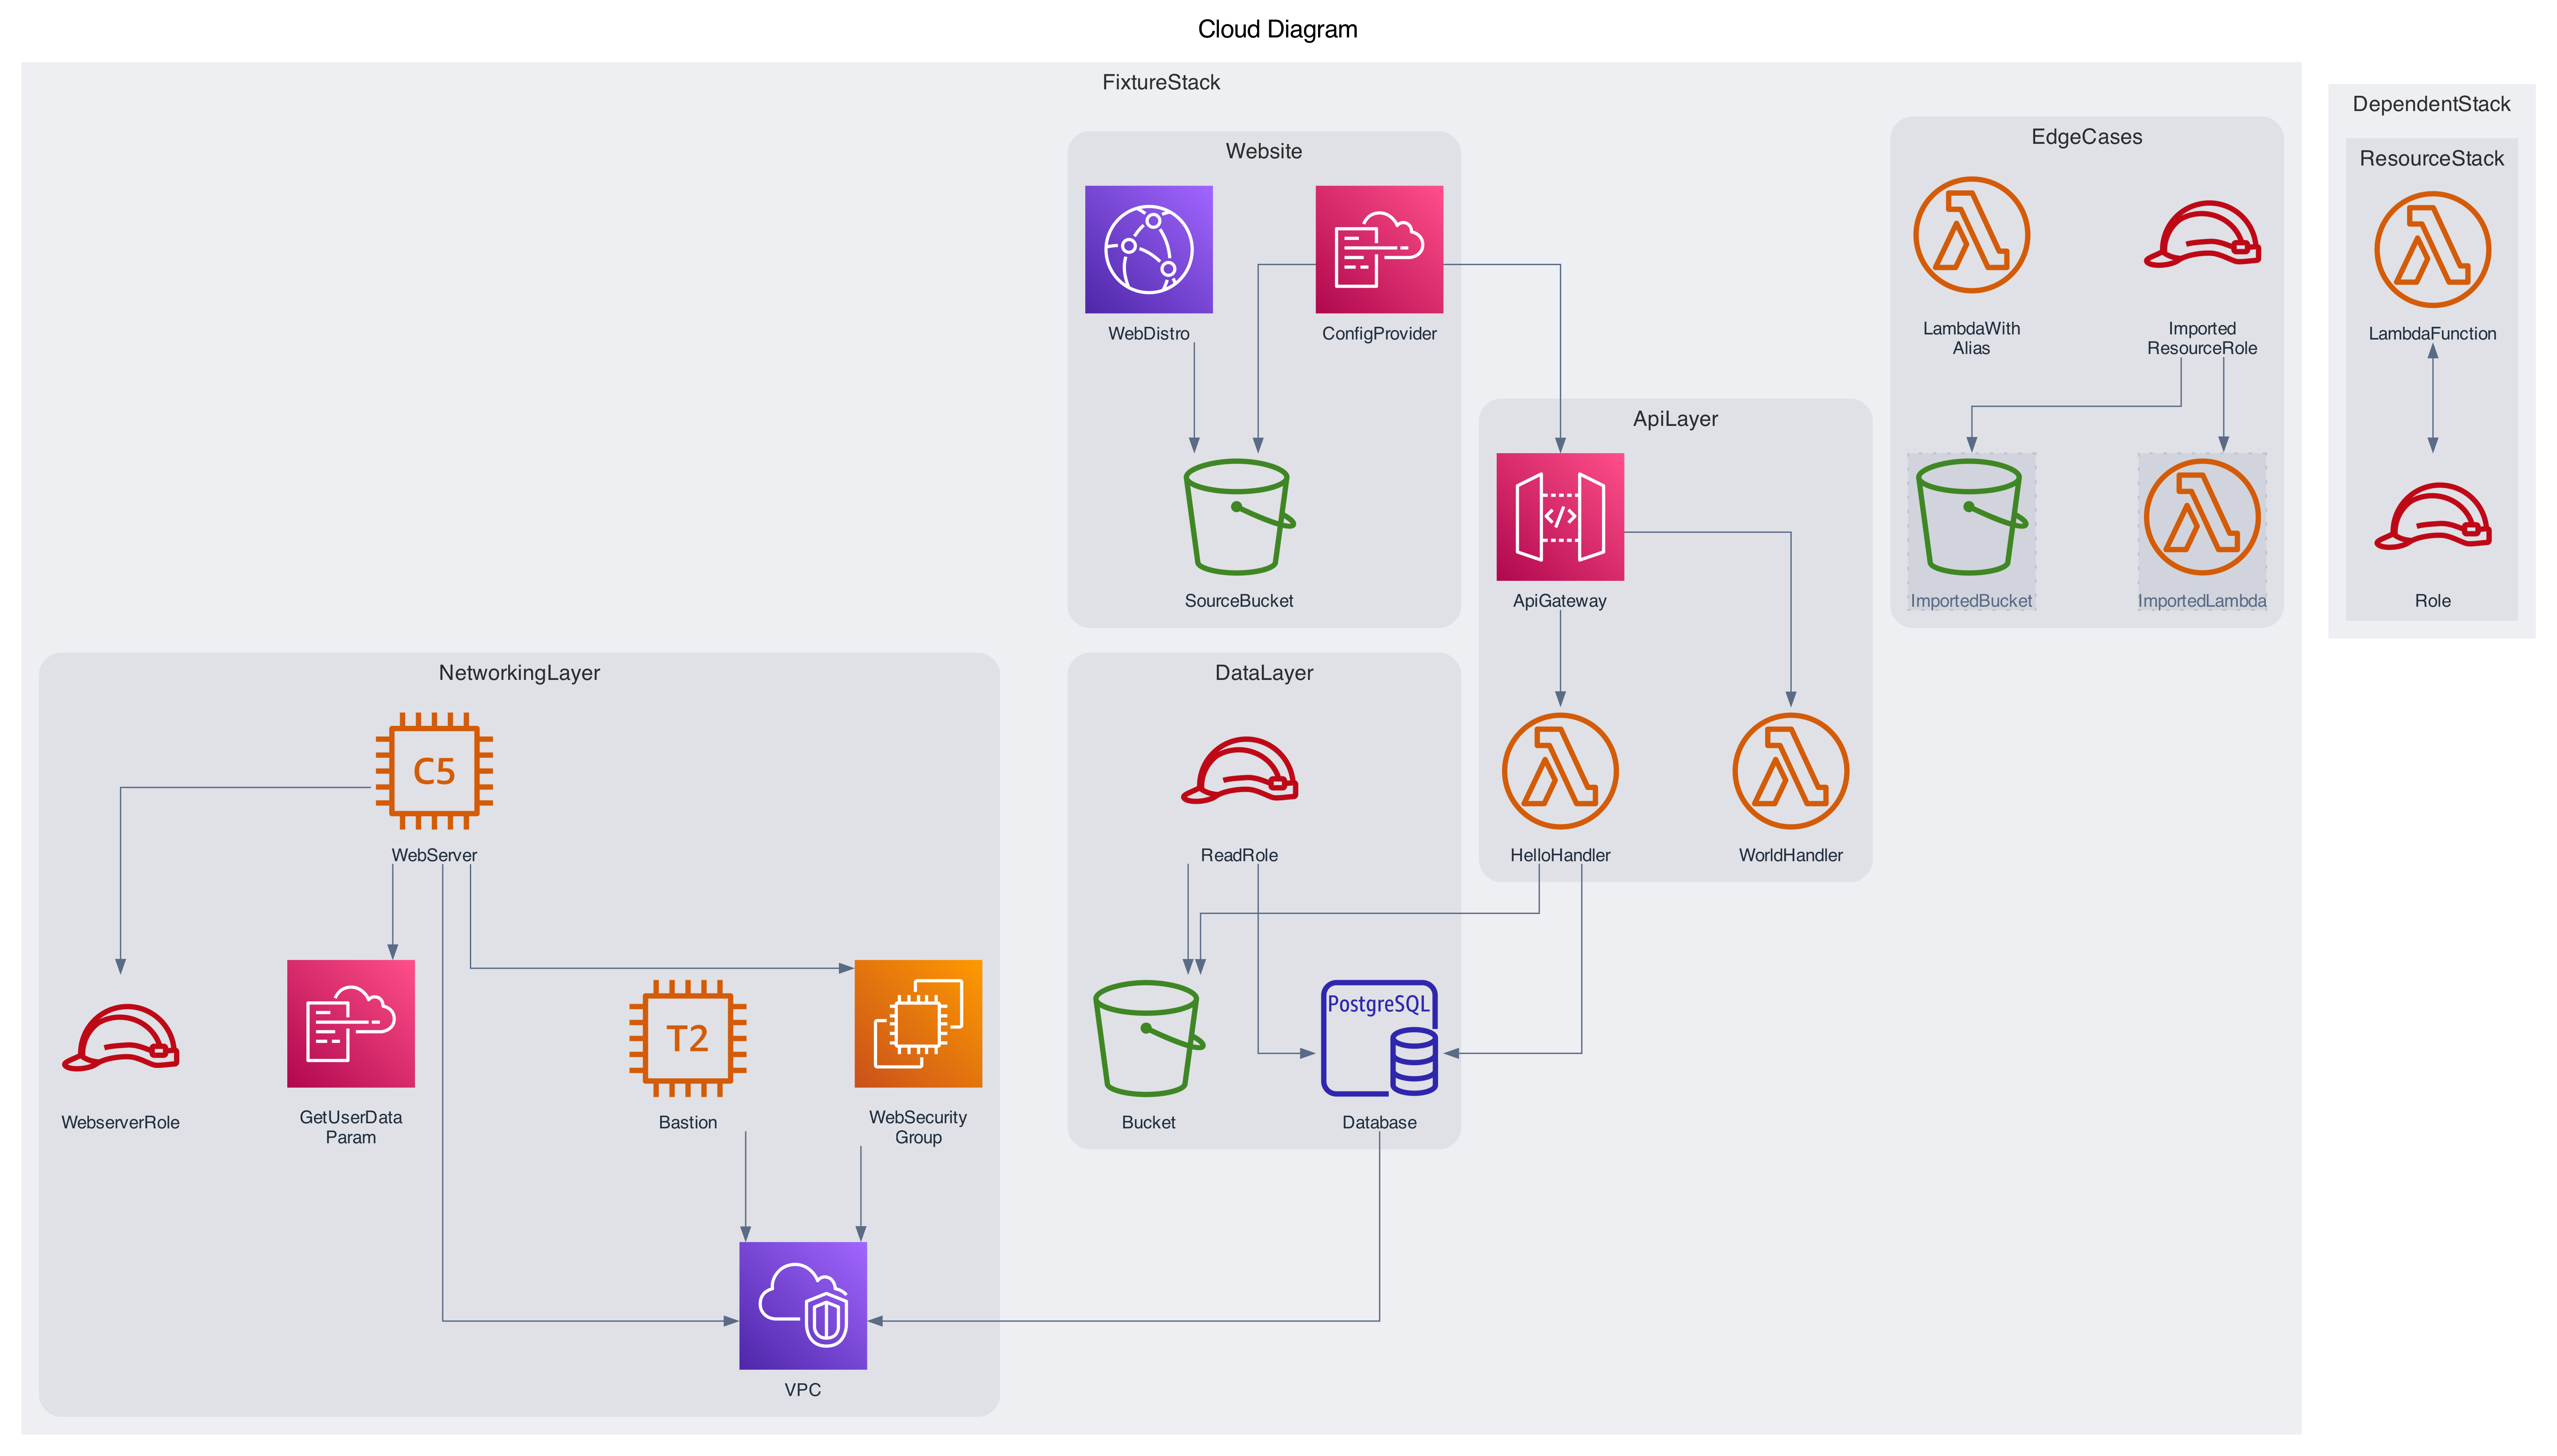 Cloud Diagram
FixtureStack
DependentStack
Website
EdgeCases
ResourceStack
WebDistro
ConfigProvider
LambdaWith
Alias
Imported
ResourceRole
LambdaFunction
ApiLayer
</>
SourceBucket
ApiGateway
ImportedBucket
ImportedLambda
Role
NetworkingLayer
DataLayer
C5
WebServer
ReadRole
HelloHandler
WorldHandler
T2
PostgreSQL
WebserverRole
GetUserData
Param
Bastion
WebSecurity
Group
Bucket
Database
VPC